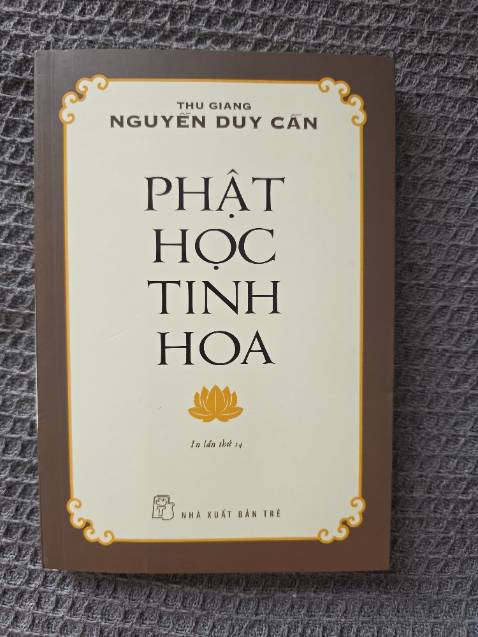 THU GIANG
NGUYỄN DUY CẦN
PHẬT
HỌC
TINH
HOA
In lần thứ 14
NHÀ XUẤT BẢN TRẺ